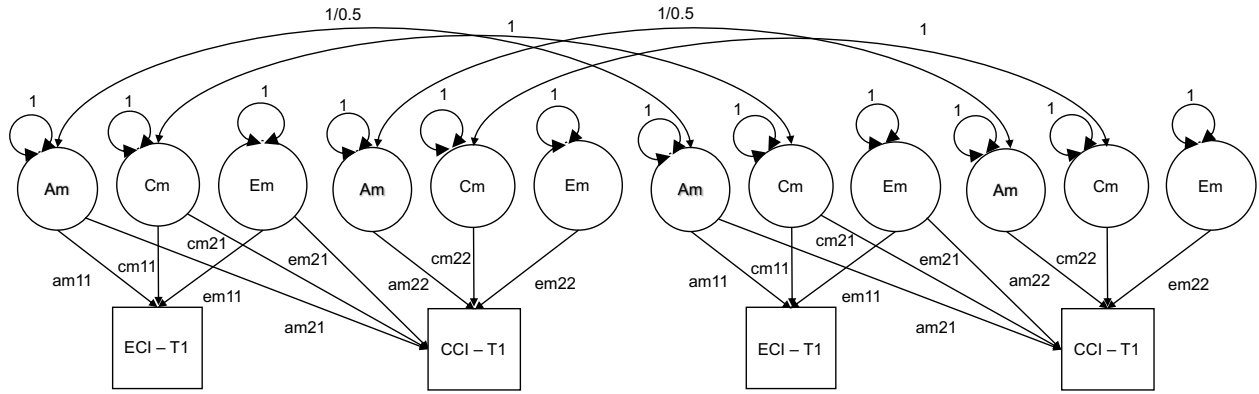 1/0.5
1
1/0.5
1
1
1
1
1
1
1
1
1
1
1
1
1
Am
Cm
Em
Am
Cm
Em
Am
Cm
Em
Am
Cm
Em
am11
cm11
cm21
em11
em21
am21
am22
cm22
em22
am11
cm11
cm21
em11
em21
am21
am22
cm22
em22
ECI – T1
CCI – T1
ECI – T1
CCI – T1